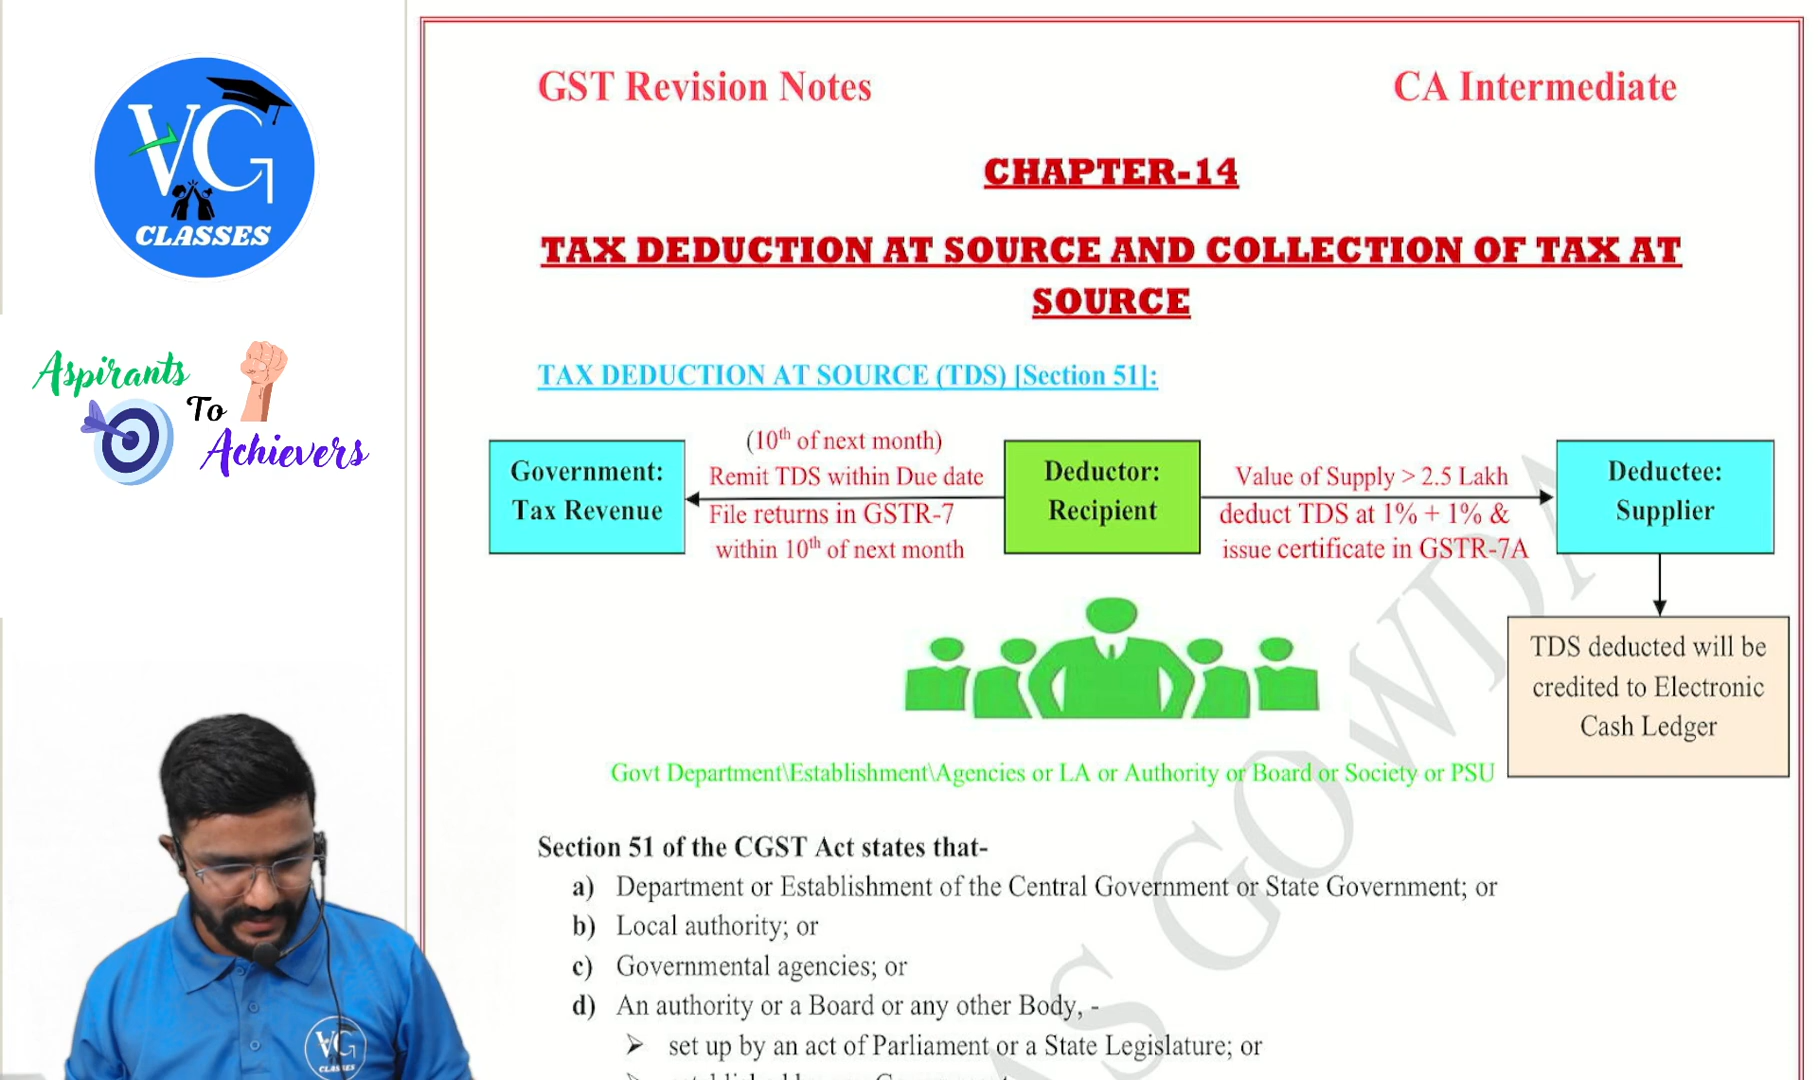 VG
CLASSES
Aspirants
To
Achievers
GST Revision Notes
CA Intermediate
CHAPTER-14
TAX DEDUCTION AT SOURCE AND COLLECTION OF TAX AT
SOURCE
TAX DEDUCTION AT SOURCE (TDS) [Section 51]:
Government:
Tax Revenue
(10th of next month)
Remit TDS within Due date
File returns in GSTR-7
within 10th of next month
Deductor:
Recipient
Value of Supply > 2.5 Lakh
deduct TDS at 1% + 1% &
issue certificate in GSTR-7A
Deductee:
Supplier
TDS deducted will be
credited to Electronic
Cash Ledger
Govt Department\Establishment\Agencies or LA or Authority or Board or Society or PSU
Section 51 of the CGST Act states that-
a) Department or Establishment of the Central Government or State Government; or
b) Local authority; or
c) Governmental agencies; or
d) An authority or a Board or any other Body, -
➢ set up by an act of Parliament or a State Legislature; or
AS GOWDA
VG
CLASSES